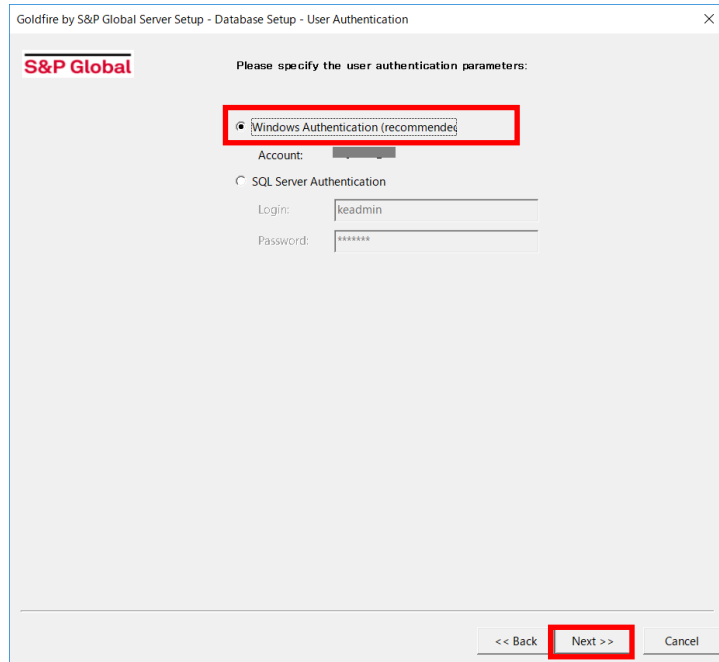 Goldfire by S&P Global Server Setup - Database Setup - User Authentication
S&P Global
Please specify the user authentication parameters:
Windows Authentication (recommended
Account:
SQL Server Authentication
Login: keadmin
Password: *******
<< Back Next >> Cancel